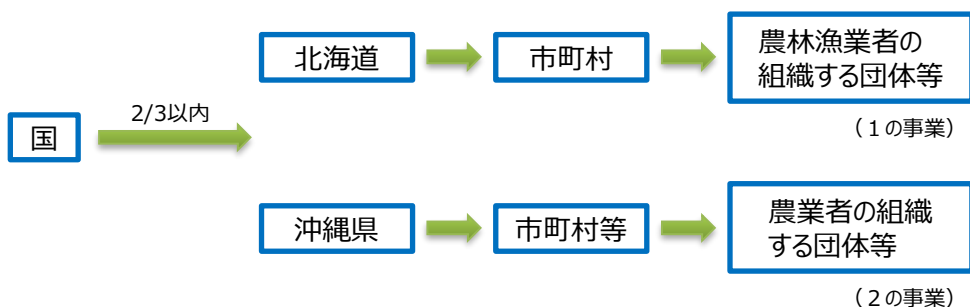 国
2/3以内
北海道
市町村
農林漁業者の
組織する団体等
(1の事業)
沖縄県
市町村等
農業者の組織
する団体等
(2の事業)